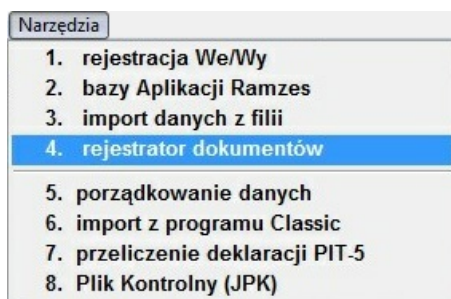 Narzędzia
1. rejestracja We/Wy
2. bazy Aplikacji Ramzes
3. import danych z filii
4. rejestrator dokumentów
5. porządkowanie danych
6. import z programu Classic
7. przeliczenie deklaracji PIT-5
8. Plik Kontrolny (JPK)